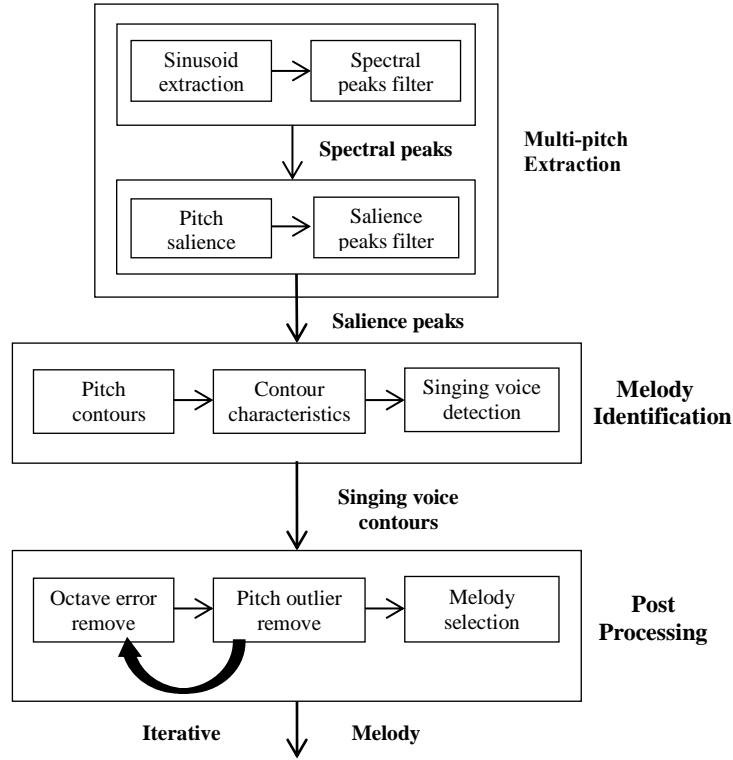 Sinusoid
extraction
Spectral
peaks filter
Spectral peaks
Multi-pitch
Extraction
Pitch
salience
Salience
peaks filter
Salience peaks
Pitch
contours
Contour
characteristics
Singing voice
detection
Melody
Identification
Singing voice
contours
Octave error
remove
Pitch outlier
remove
Melody
selection
Post
Processing
Iterative
Melody